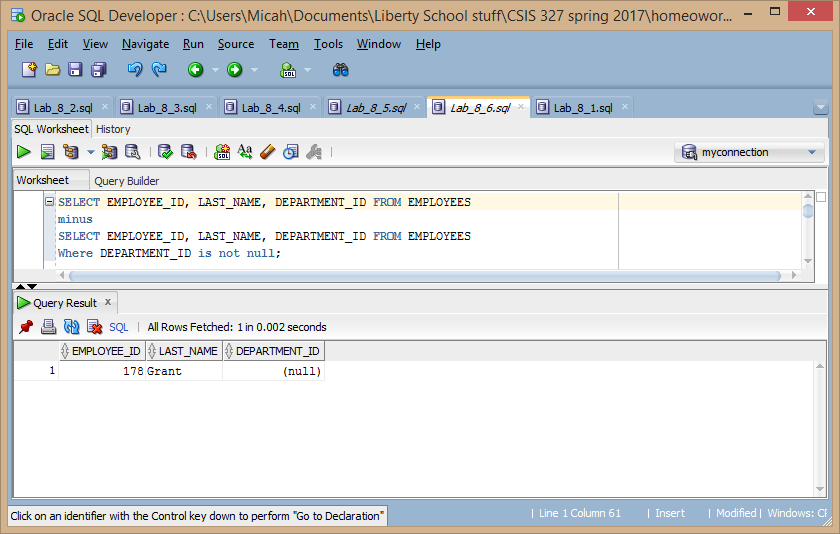 Oracle SQL Developer : C:\Users\Micah\Documents\Liberty School stuff\CSIS 327 spring 2017\homeowor...
File Edit View Navigate Run Source Team Tools Window Help
SQL
Lab_8_2.sql Lab_8_3.sql Lab_8_4.sql Lab_8_5.sql Lab_8_6.sql Lab_8_1.sql
SQL Worksheet History
SQL Aa myconnection
Worksheet Query Builder
SELECT EMPLOYEE_ID, LAST_NAME, DEPARTMENT_ID FROM EMPLOYEES
minus
SELECT EMPLOYEE_ID, LAST_NAME, DEPARTMENT_ID FROM EMPLOYEES
Where DEPARTMENT_ID is not null;
Query Result x
SQL | All Rows Fetched: 1 in 0.002 seconds
EMPLOYEE_ID LAST_NAME DEPARTMENT_ID
1 178 Grant (null)
Click on an identifier with the Control key down to perform "Go to Declaration" | Line 1 Column 61 | Insert | Modified | Windows: CF